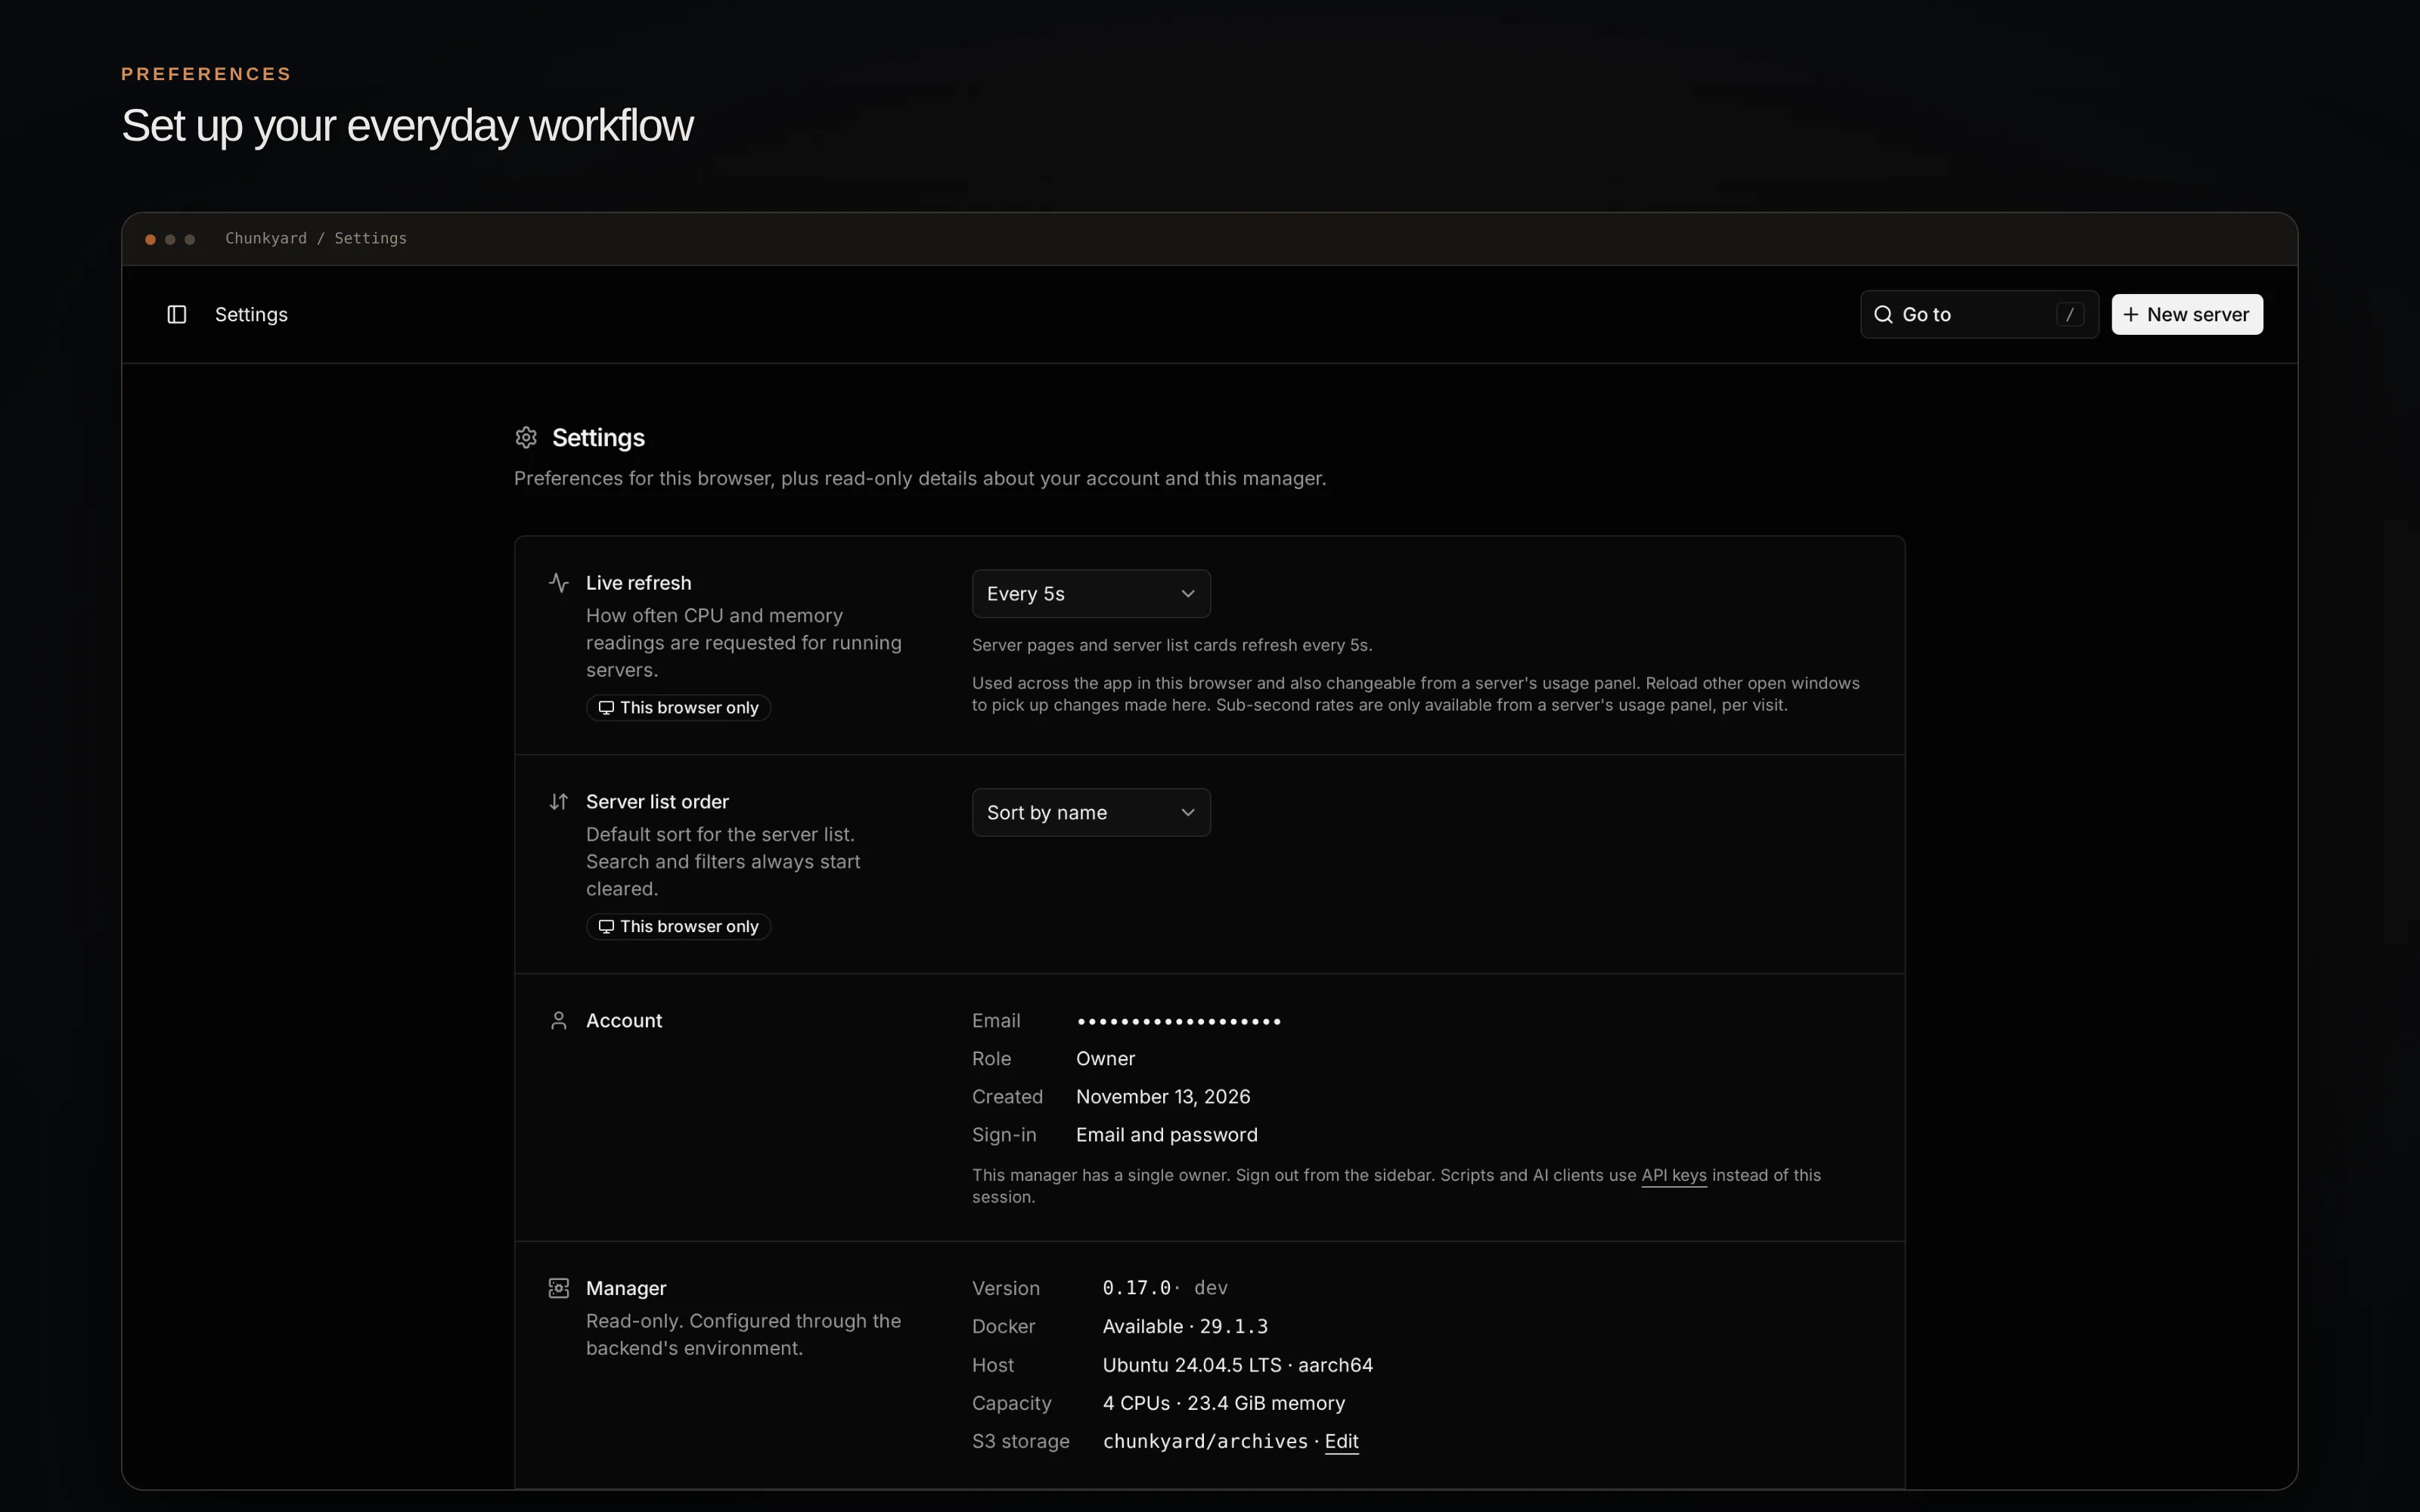 PREFERENCES
Set up your everyday workflow
Chunkyard / Settings
Settings
Go to
/
+ New server
Settings
Preferences for this browser, plus read-only details about your account and this manager.
Live refresh
How often CPU and memory
readings are requested for running
servers.
This browser only
Every 5s
Server pages and server list cards refresh every 5s.
Used across the app in this browser and also changeable from a server's usage panel. Reload other open windows
to pick up changes made here. Sub-second rates are only available from a server's usage panel, per visit.
Server list order
Default sort for the server list.
Search and filters always start
cleared.
This browser only
Sort by name
Account
Email •••••••••••••••••••
Role Owner
Created November 13, 2026
Sign-in Email and password
This manager has a single owner. Sign out from the sidebar. Scripts and AI clients use API keys instead of this
session.
Manager
Read-only. Configured through the
backend's environment.
Version 0.17.0· dev
Docker Available · 29.1.3
Host Ubuntu 24.04.5 LTS · aarch64
Capacity 4 CPUs · 23.4 GiB memory
S3 storage chunkyard/archives · Edit